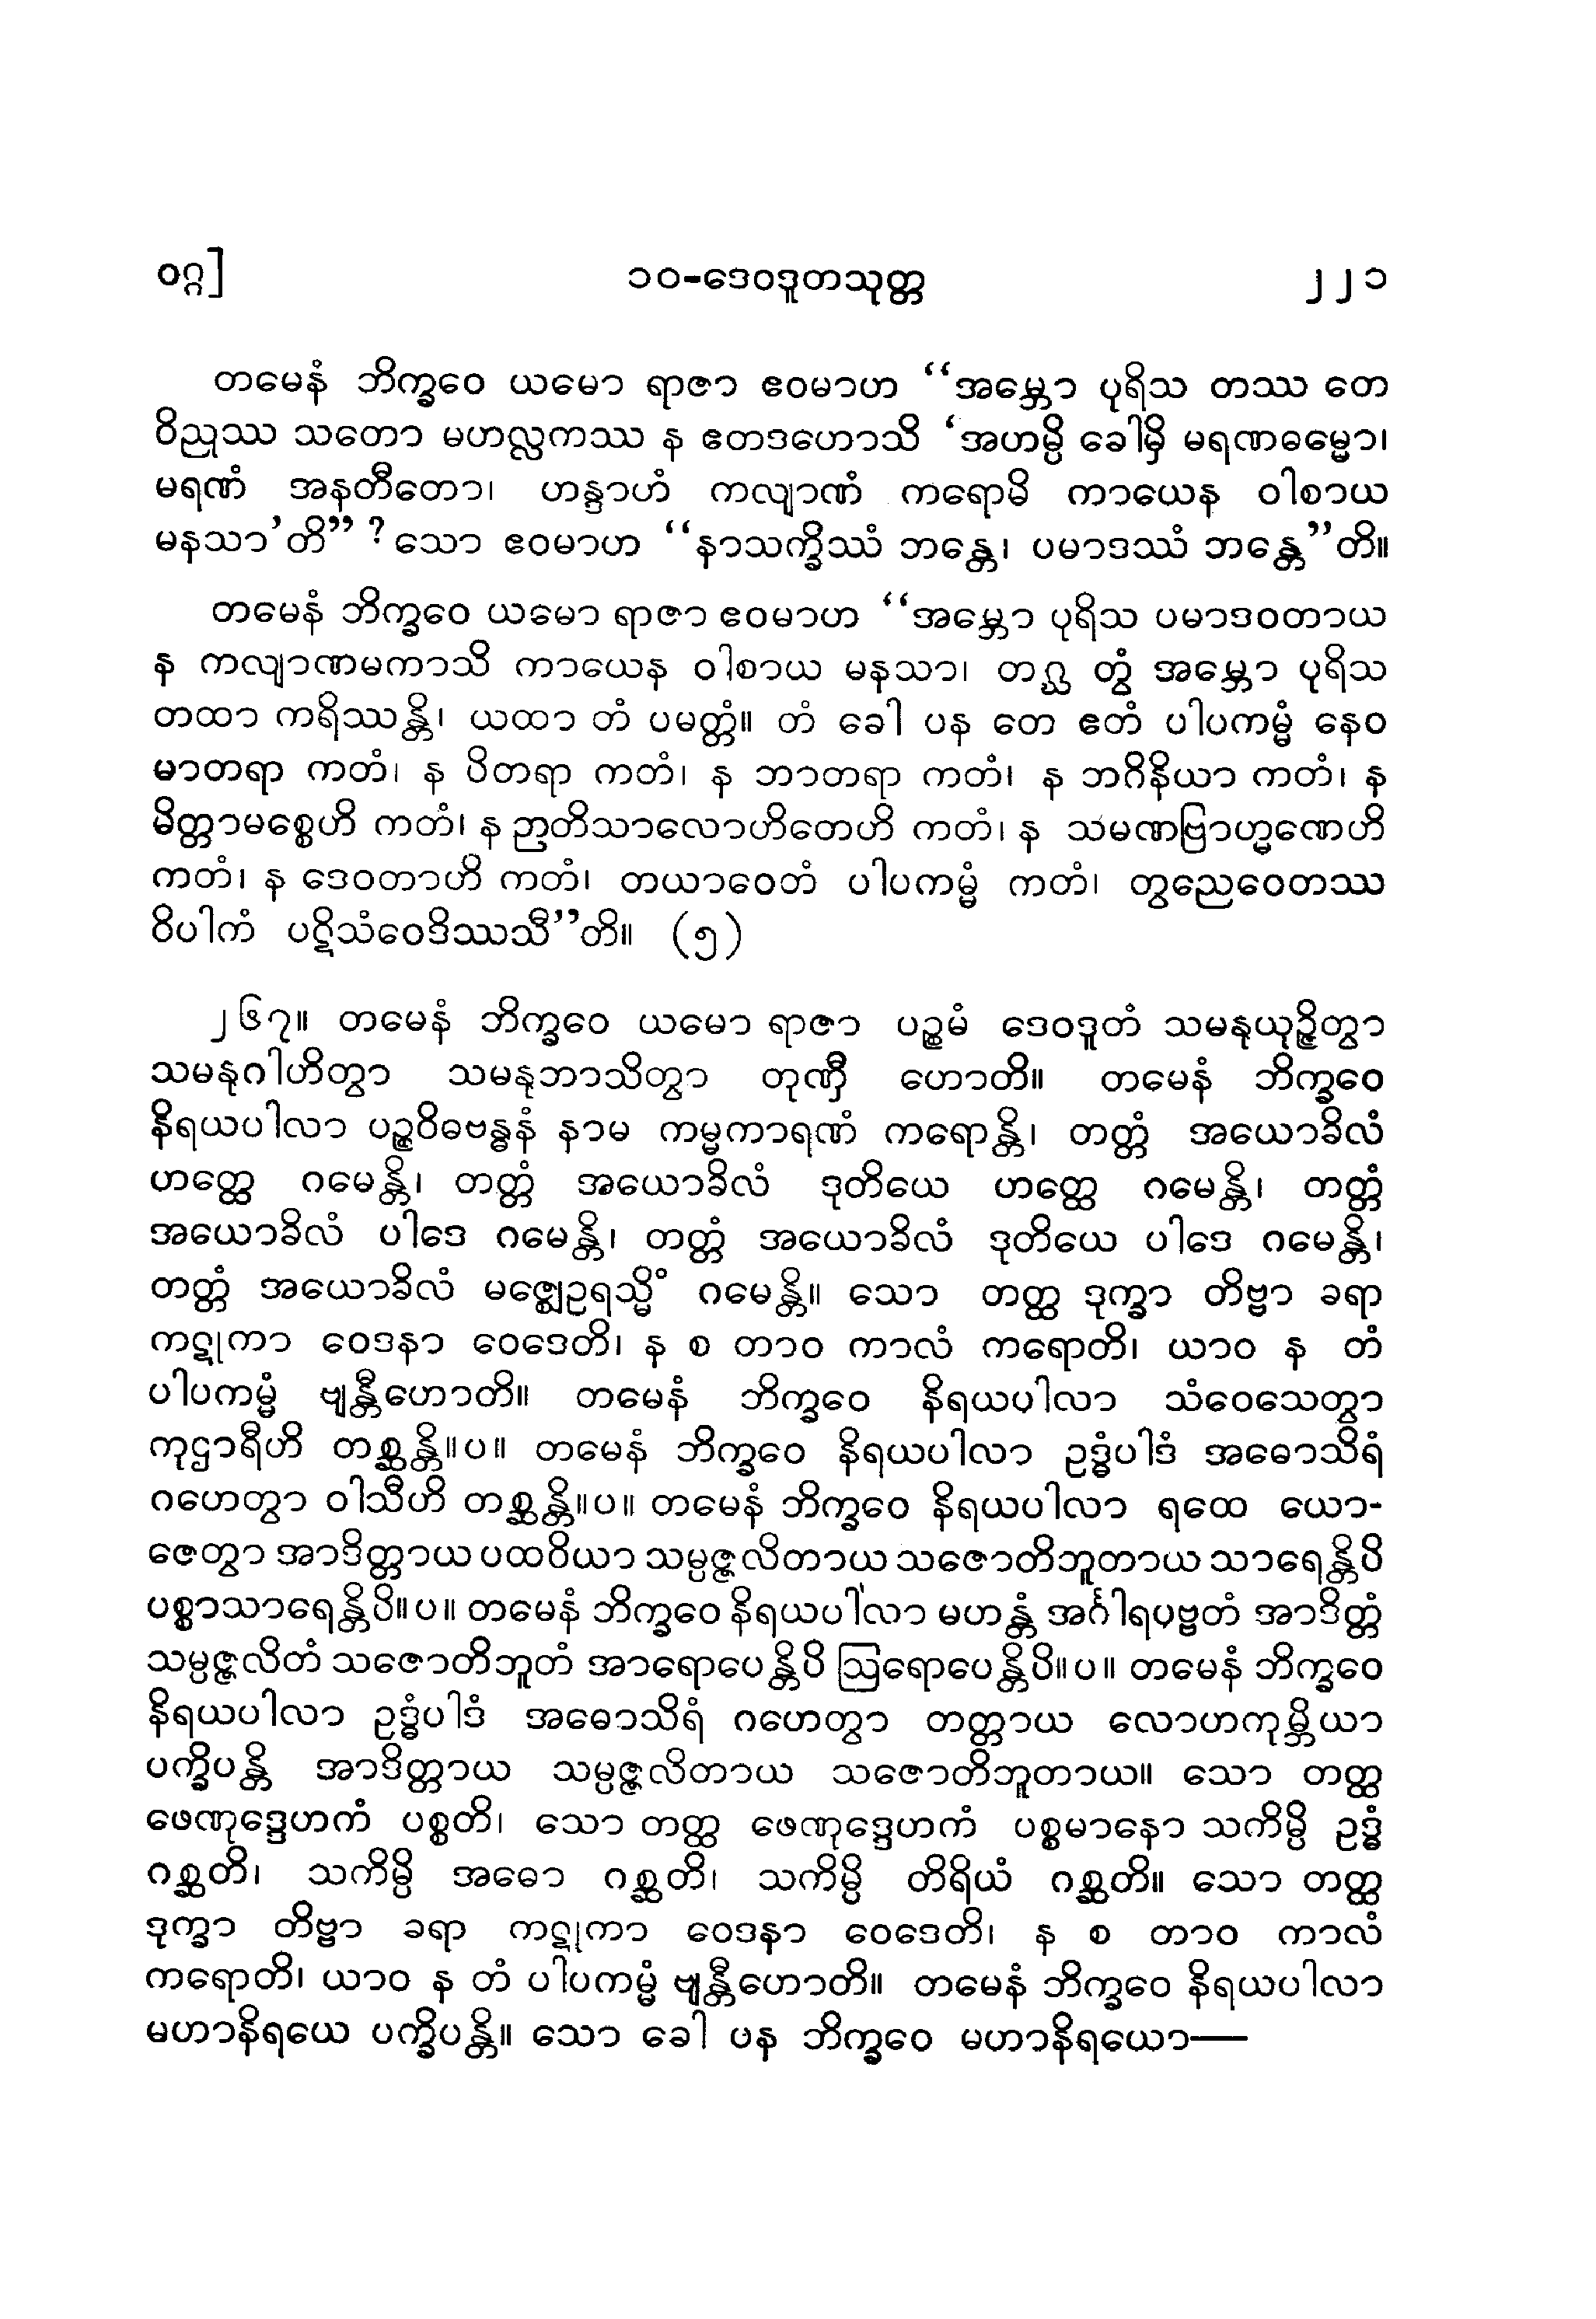 ဝဂ္ဂ] ၁၀-ဒေဝဒူတသုတ္တ ၂၂၁
တမေနံ ဘိက္ခဝေ ယမော ရာဇာ ဧဝမာဟ “အမ္ဘော ပုရိသ တဿ တေ
ဝိညုဿ သတော မဟလ္လကဿ န ဧတဒဟောသိ ‘အဟမ္ပိ ခေါမှိ မရဏဓမ္မော၊
မရဏံ အနတီတော၊ ဟန္ဒာဟံ ကလျာဏံ ကရောမိ ကာယေန ဝါစာယ
မနသာ’တိ” ? သော ဧဝမာဟ “နာသက္ခိဿံ ဘန္တေ၊ ပမာဒဿံ ဘန္တေ”တိ။
တမေနံ ဘိက္ခဝေ ယမော ရာဇာ ဧဝမာဟ “အမ္ဘော ပုရိသ ပမာဒဝတာယ
န ကလျာဏမကာသိ ကာယေန ဝါစာယ မနသာ၊ တဂ္ဃ တွံ အမ္ဘော ပုရိသ
တထာ ကရိဿန္တိ၊ ယထာ တံ ပမတ္တံ။ တံ ခေါ ပန တေ ဧတံ ပါပကမ္မံ နေဝ
မာတရာ ကတံ၊ န ပိတရာ ကတံ၊ န ဘာတရာ ကတံ၊ န ဘဂိနိယာ ကတံ၊ န
မိတ္တာမစ္စေဟိ ကတံ၊ န ဉာတိသာလောဟိတေဟိ ကတံ၊ န သမဏဗြာဟ္မဏေဟိ
ကတံ၊ န ဒေဝတာဟိ ကတံ၊ တယာဝေတံ ပါပကမ္မံ ကတံ၊ တွညေဝေတဿ
ဝိပါကံ ပဋိသံဝေဒိဿသီ”တိ။ (၅)
၂၆၇။ တမေနံ ဘိက္ခဝေ ယမော ရာဇာ ပဉ္စမံ ဒေဝဒူတံ သမနုယုဉ္ဇိတွာ
သမနုဂါဟိတွာ သမနုဘာသိတွာ တုဏှီ ဟောတိ။ တမေနံ ဘိက္ခဝေ
နိရယပါလာ ပဉ္စဝိဓဗန္ဓနံ နာမ ကမ္မကာရဏံ ကရောန္တိ၊ တတ္တံ အယောခိလံ
ဟတ္ထေ ဂမေန္တိ၊ တတ္တံ အယောခိလံ ဒုတိယေ ဟတ္ထေ ဂမေန္တိ၊ တတ္တံ
အယောခိလံ ပါဒေ ဂမေန္တိ၊ တတ္တံ အယောခိလံ ဒုတိယေ ပါဒေ ဂမေန္တိ၊
တတ္တံ အယောခိလံ မဇ္ဈေဥရသ္မိံ ဂမေန္တိ။ သော တတ္ထ ဒုက္ခာ တိဗ္ဗာ ခရာ
ကဋုကာ ဝေဒနာ ဝေဒေတိ၊ န စ တာဝ ကာလံ ကရောတိ၊ ယာဝ န တံ
ပါပကမ္မံ ဗျန္တီဟောတိ။ တမေနံ ဘိက္ခဝေ နိရယပါလာ သံဝေသေတွာ
ကုဌာရီဟိ တစ္ဆန္တိ။ပ။ တမေနံ ဘိက္ခဝေ နိရယပါလာ ဥဒ္ဓံပါဒံ အဓောသိရံ
ဂဟေတွာ ဝါသီဟိ တစ္ဆန္တိ။ပ။ တမေနံ ဘိက္ခဝေ နိရယပါလာ ရထေ ယော-
ဇေတွာ အာဒိတ္တာယ ပထဝိယာ သမ္ပဇ္ဇလိတာယ သဇောတိဘူတာယ သာရေန္တိပိ
ပစ္စာသာရေန္တိပိ။ပ။ တမေနံ ဘိက္ခဝေ နိရယပါလာ မဟန္တံ အင်္ဂါရပဗ္ဗတံ အာဒိတ္တံ
သမ္ပဇ္ဇလိတံ သဇောတိဘူတံ အာရောပေန္တိပိ ဩရောပေန္တိပိ။ပ။ တမေနံ ဘိက္ခဝေ
နိရယပါလာ ဥဒ္ဓံပါဒံ အဓောသိရံ ဂဟေတွာ တတ္တာယ လောဟကုမ္ဘိယာ
ပက္ခိပန္တိ အာဒိတ္တာယ သမ္ပဇ္ဇလိတာယ သဇောတိဘူတာယ။ သော တတ္ထ
ဖေဏုဒ္ဒေဟကံ ပစ္စတိ၊ သော တတ္ထ ဖေဏုဒ္ဒေဟကံ ပစ္စမာနော သကိမ္ပိ ဥဒ္ဓံ
ဂစ္ဆတိ၊ သကိမ္ပိ အဓော ဂစ္ဆတိ၊ သကိမ္ပိ တိရိယံ ဂစ္ဆတိ။ သော တတ္ထ
ဒုက္ခာ တိဗ္ဗာ ခရာ ကဋုကာ ဝေဒနာ ဝေဒေတိ၊ န စ တာဝ ကာလံ
ကရောတိ၊ ယာဝ န တံ ပါပကမ္မံ ဗျန္တီဟောတိ။ တမေနံ ဘိက္ခဝေ နိရယပါလာ
မဟာနိရယေ ပက္ခိပန္တိ။ သော ခေါ ပန ဘိက္ခဝေ မဟာနိရယော—